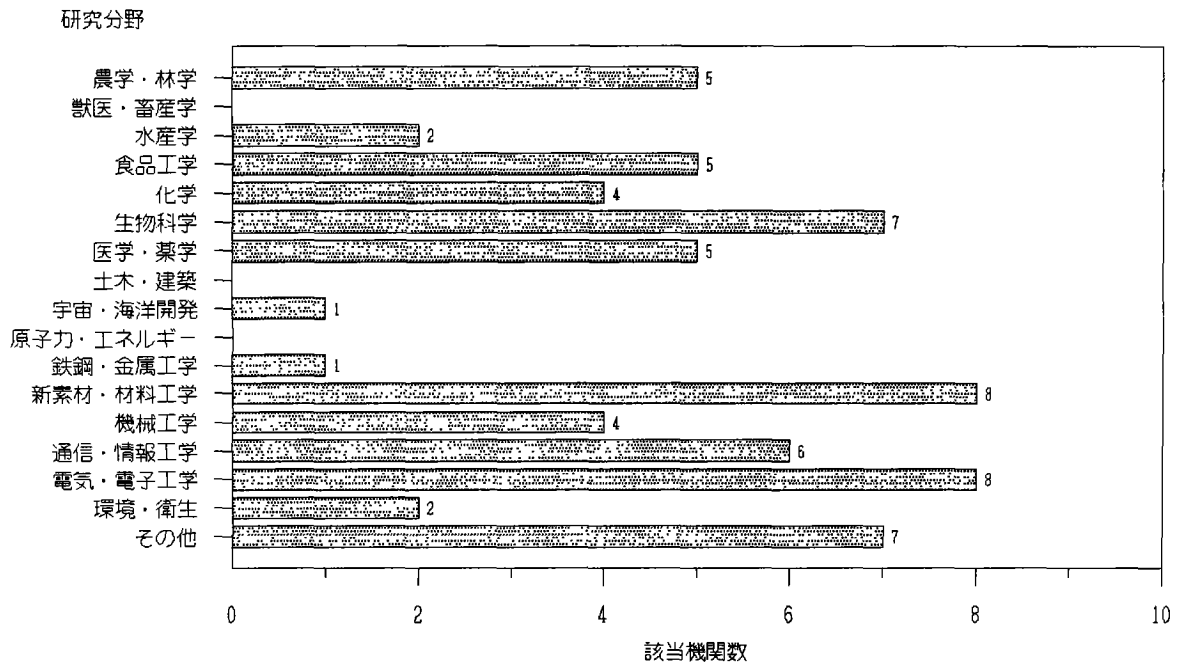 研究分野
農学・林学 5
獣医・畜産学
水産学 2
食品工学 5
化学 4
生物科学 7
医学・薬学 5
土木・建築
宇宙・海洋開発 1
原子力・エネルギー
鉄鋼・金属工学 1
新素材・材料工学 8
機械工学 4
通信・情報工学 6
電気・電子工学 8
環境・衛生 2
その他 7
0 2 4 6 8 10
該当機関数